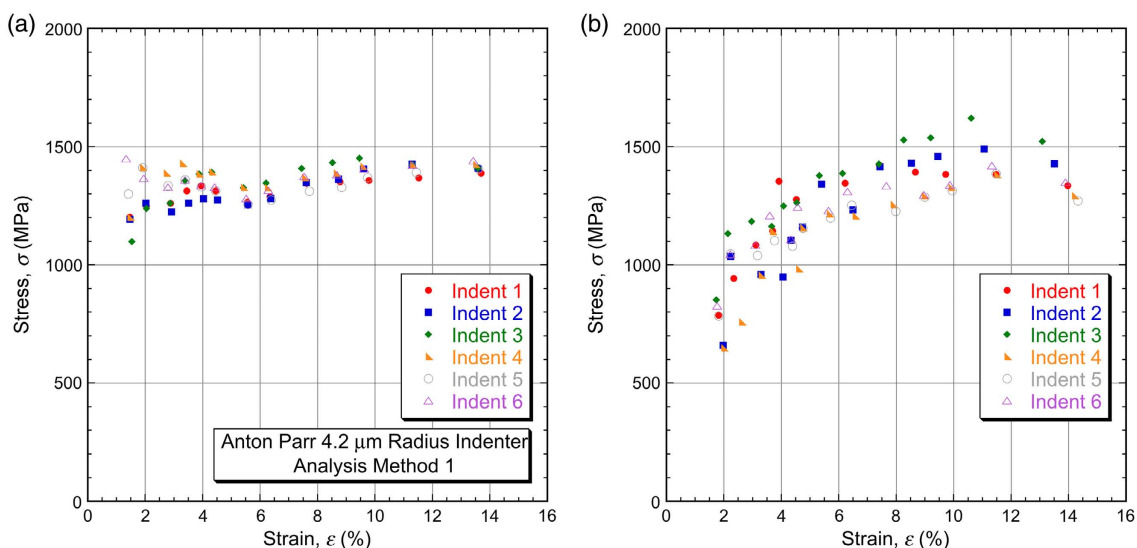 (a)
2000
1500
1000
500
0
Stress, σ (MPa)
Indent 1
Indent 2
Indent 3
Indent 4
Indent 5
Indent 6
Anton Parr 4.2 μm Radius Indenter
Analysis Method 1
0 2 4 6 8 10 12 14 16
Strain, ε (%)
(b)
2000
1500
1000
500
0
Stress, σ (MPa)
Indent 1
Indent 2
Indent 3
Indent 4
Indent 5
Indent 6
0 2 4 6 8 10 12 14 16
Strain, ε (%)